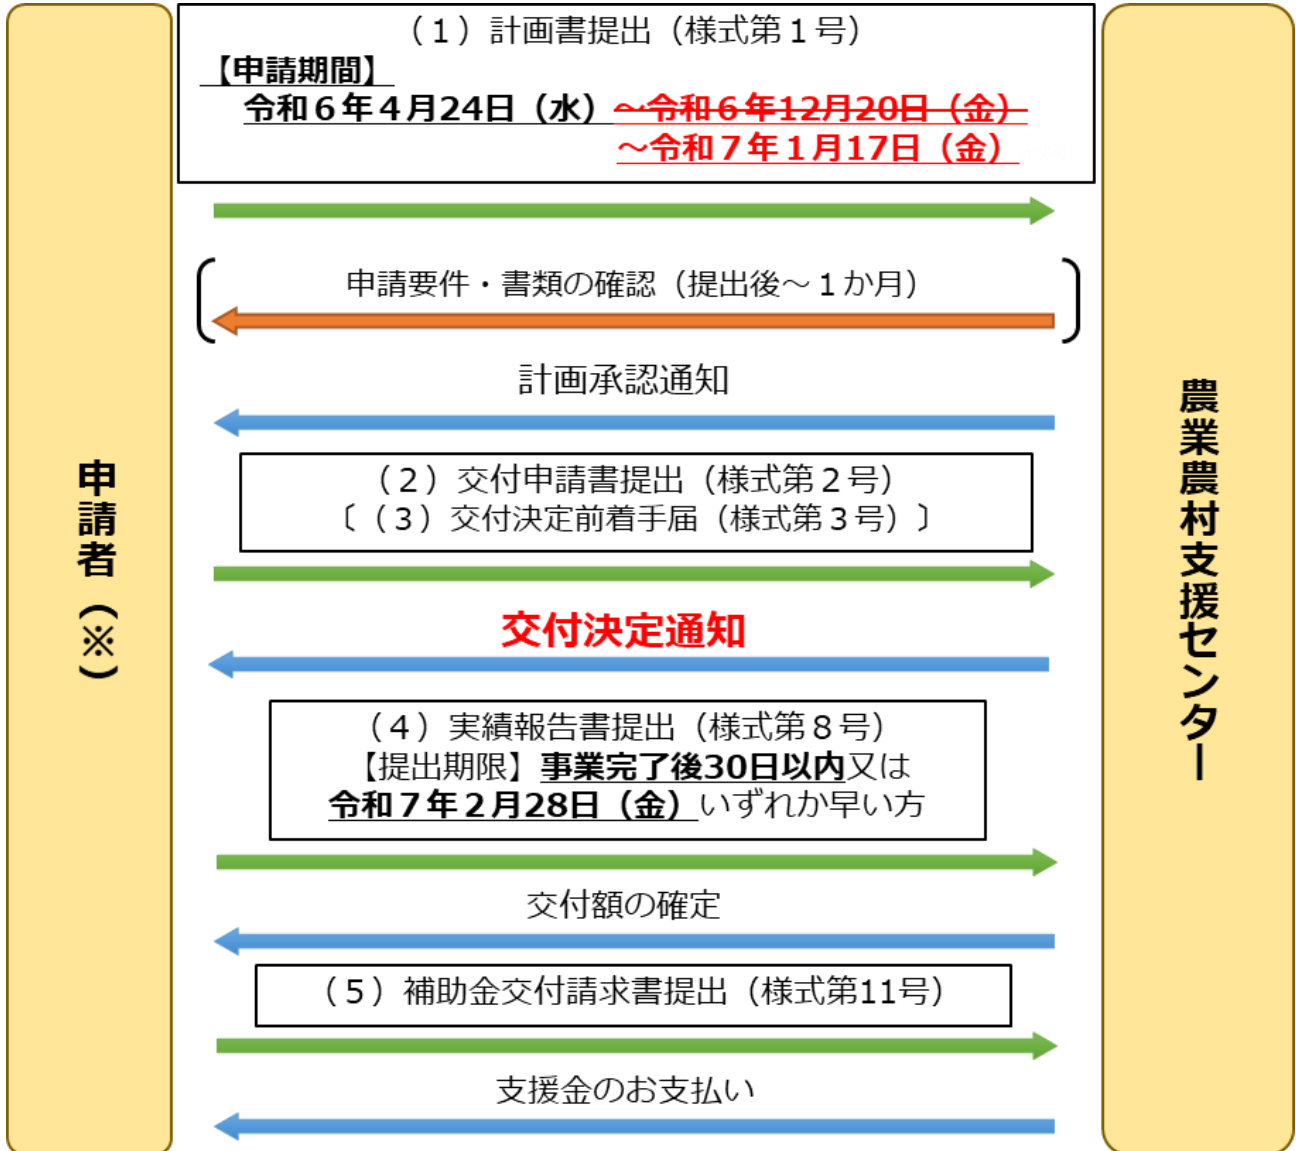 （１）計画書提出（様式第１号）
【申請期間】
令和６年４月24日（水）～令和６年12月20日（金）
～令和７年１月17日（金）
申請要件・書類の確認（提出後～１か月）
計画承認通知
（２）交付申請書提出（様式第２号）
〔（３）交付決定前着手届（様式第３号）〕
交付決定通知
（４）実績報告書提出（様式第８号）
【提出期限】事業完了後30日以内又は
令和７年２月28日（金）いずれか早い方
交付額の確定
（５）補助金交付請求書提出（様式第11号）
支援金のお支払い
申請者（※）
農業農村支援センター